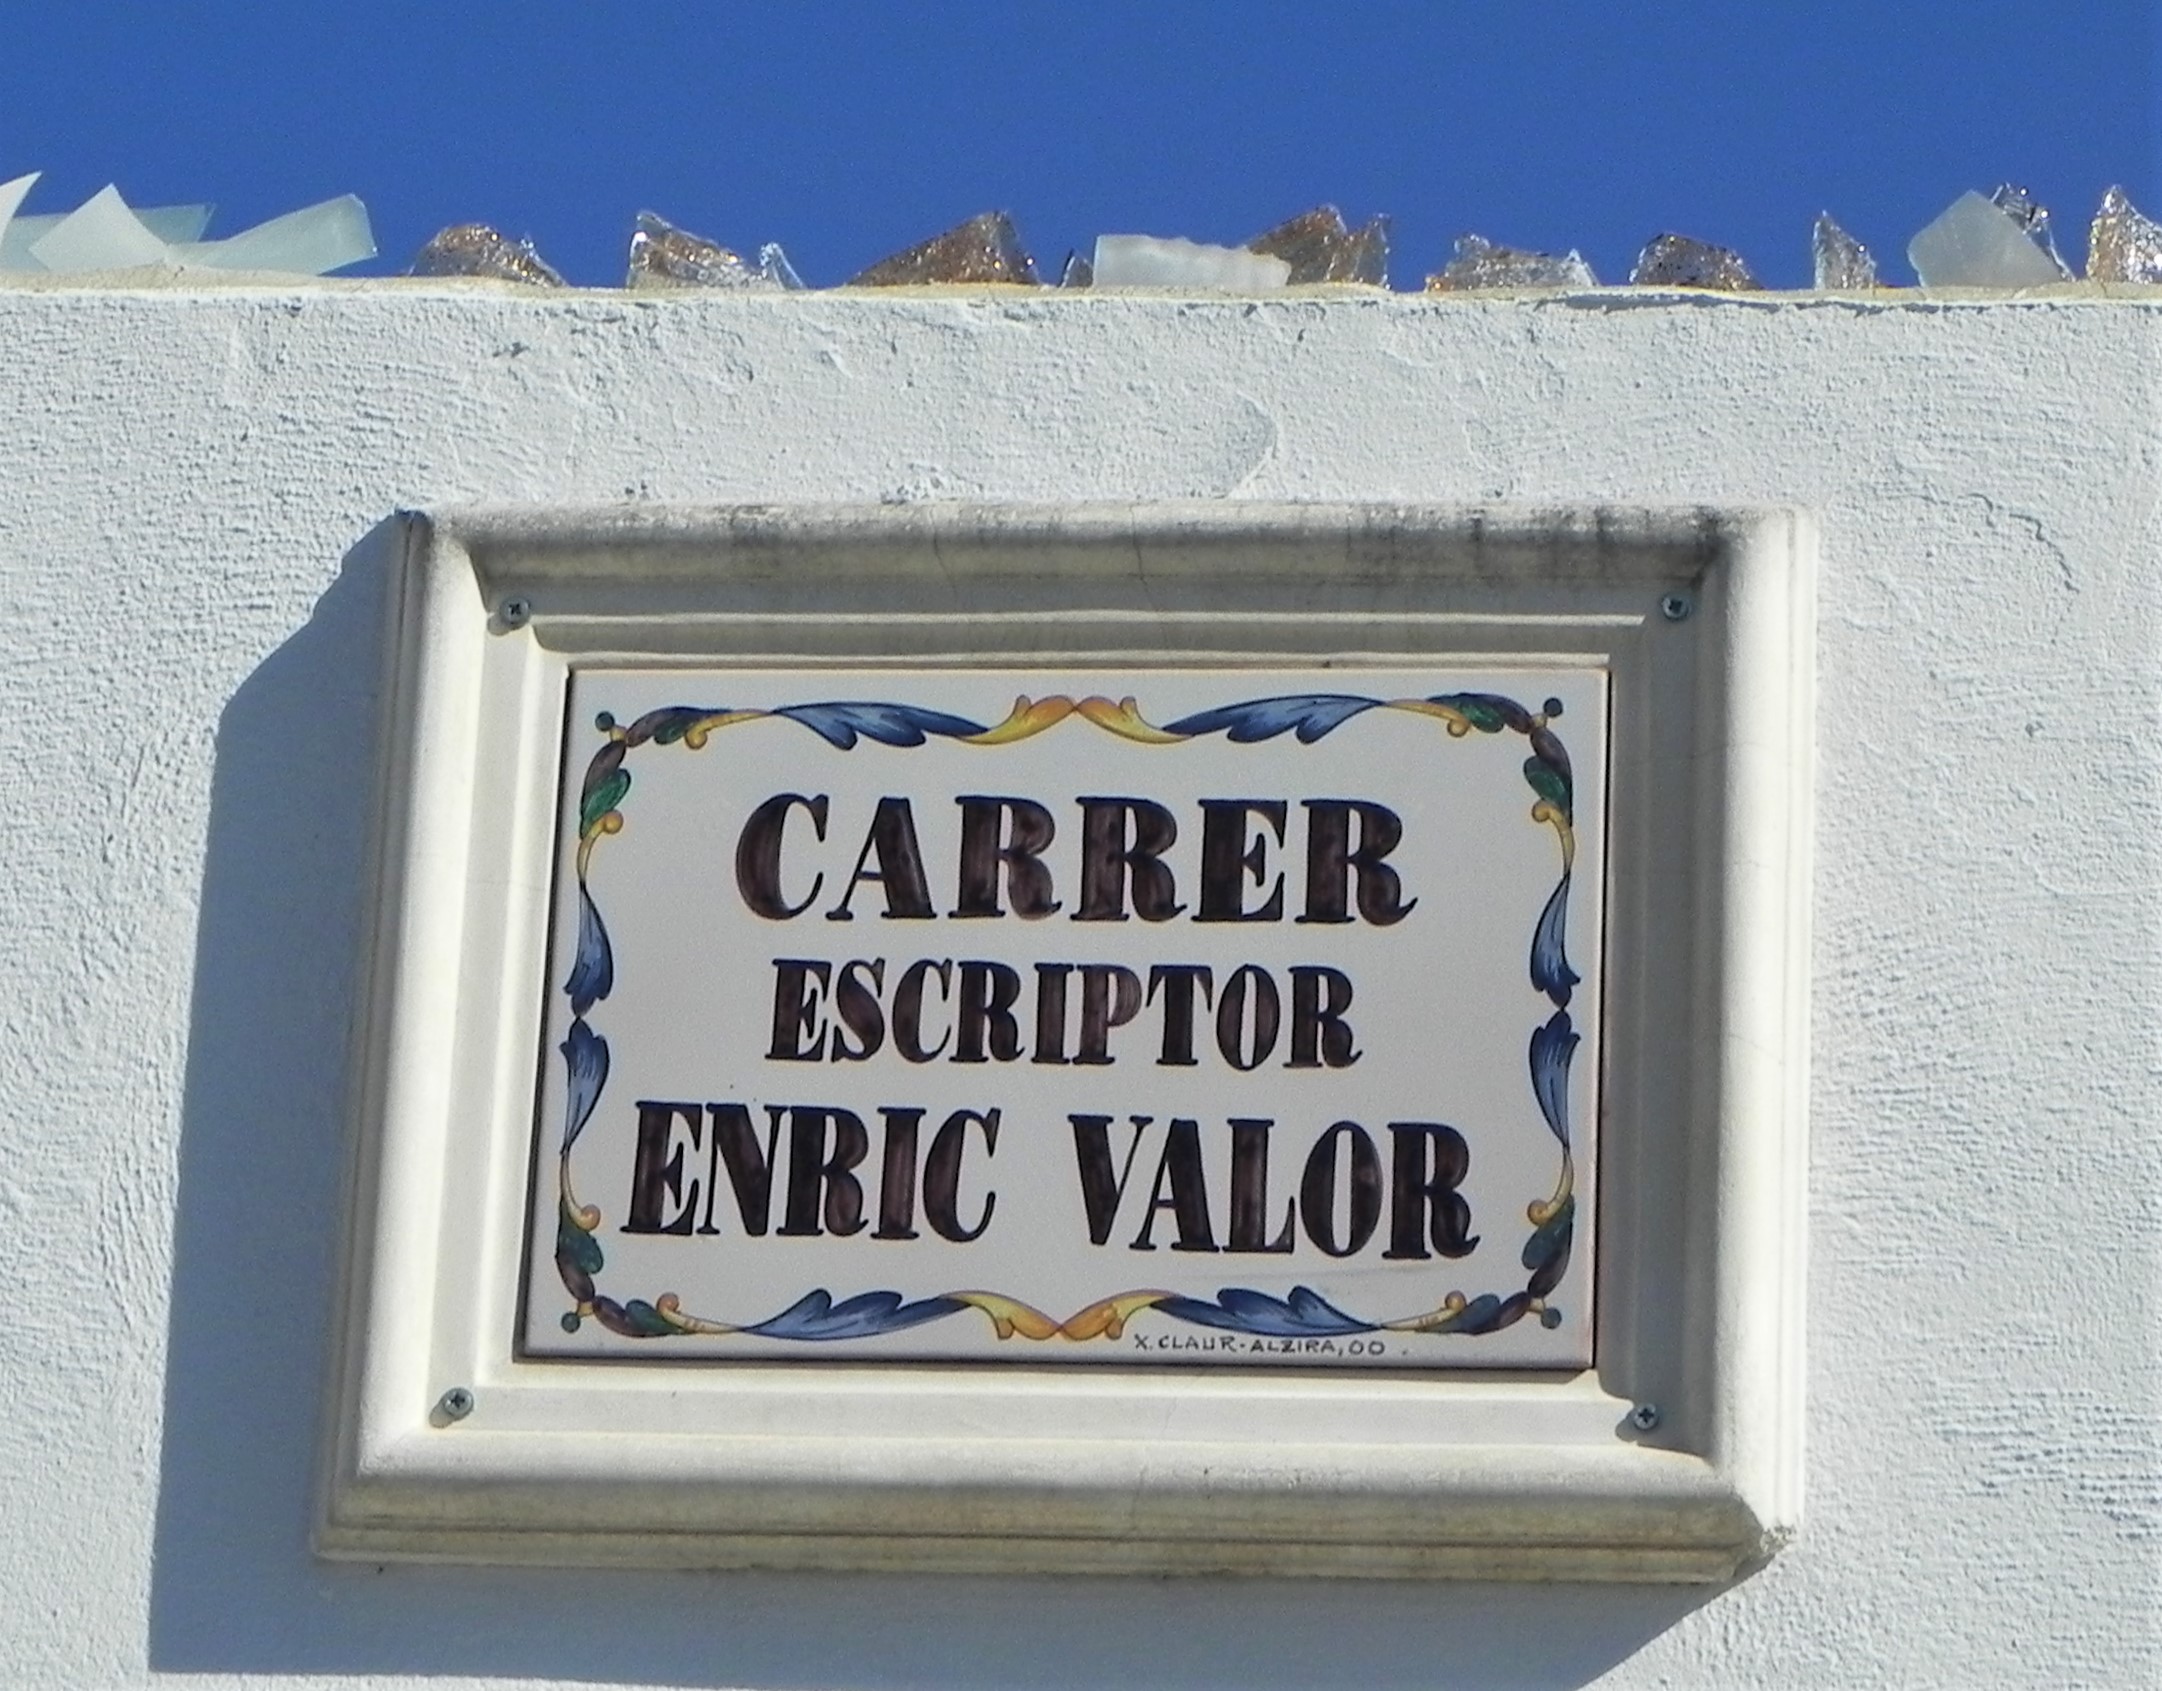 CARRER
ESCRIPTOR
ENRIC VALOR
X. CLAUR-ALZIRA, 00.